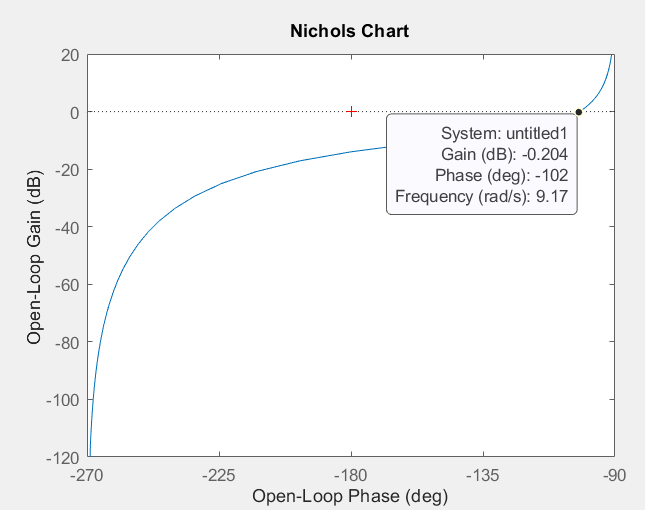 Nichols Chart
20
0
-20
-40
-60
-80
-100
-120
Open-Loop Gain (dB)
System: untitled1
Gain (dB): -0.204
Phase (deg): -102
Frequency (rad/s): 9.17
-270
-225
-180
-135
-90
Open-Loop Phase (deg)